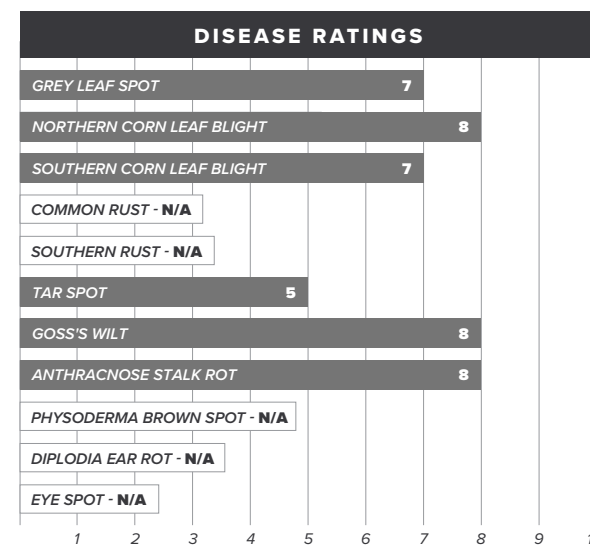 DISEASE RATINGS
GREY LEAF SPOT 7
NORTHERN CORN LEAF BLIGHT 8
SOUTHERN CORN LEAF BLIGHT 7
COMMON RUST - N/A
SOUTHERN RUST - N/A
TAR SPOT 5
GOSS'S WILT 8
ANTHRACNOSE STALK ROT 8
PHYSODERMA BROWN SPOT - N/A
DIPLODIA EAR ROT - N/A
EYE SPOT - N/A
1 2 3 4 5 6 7 8 9